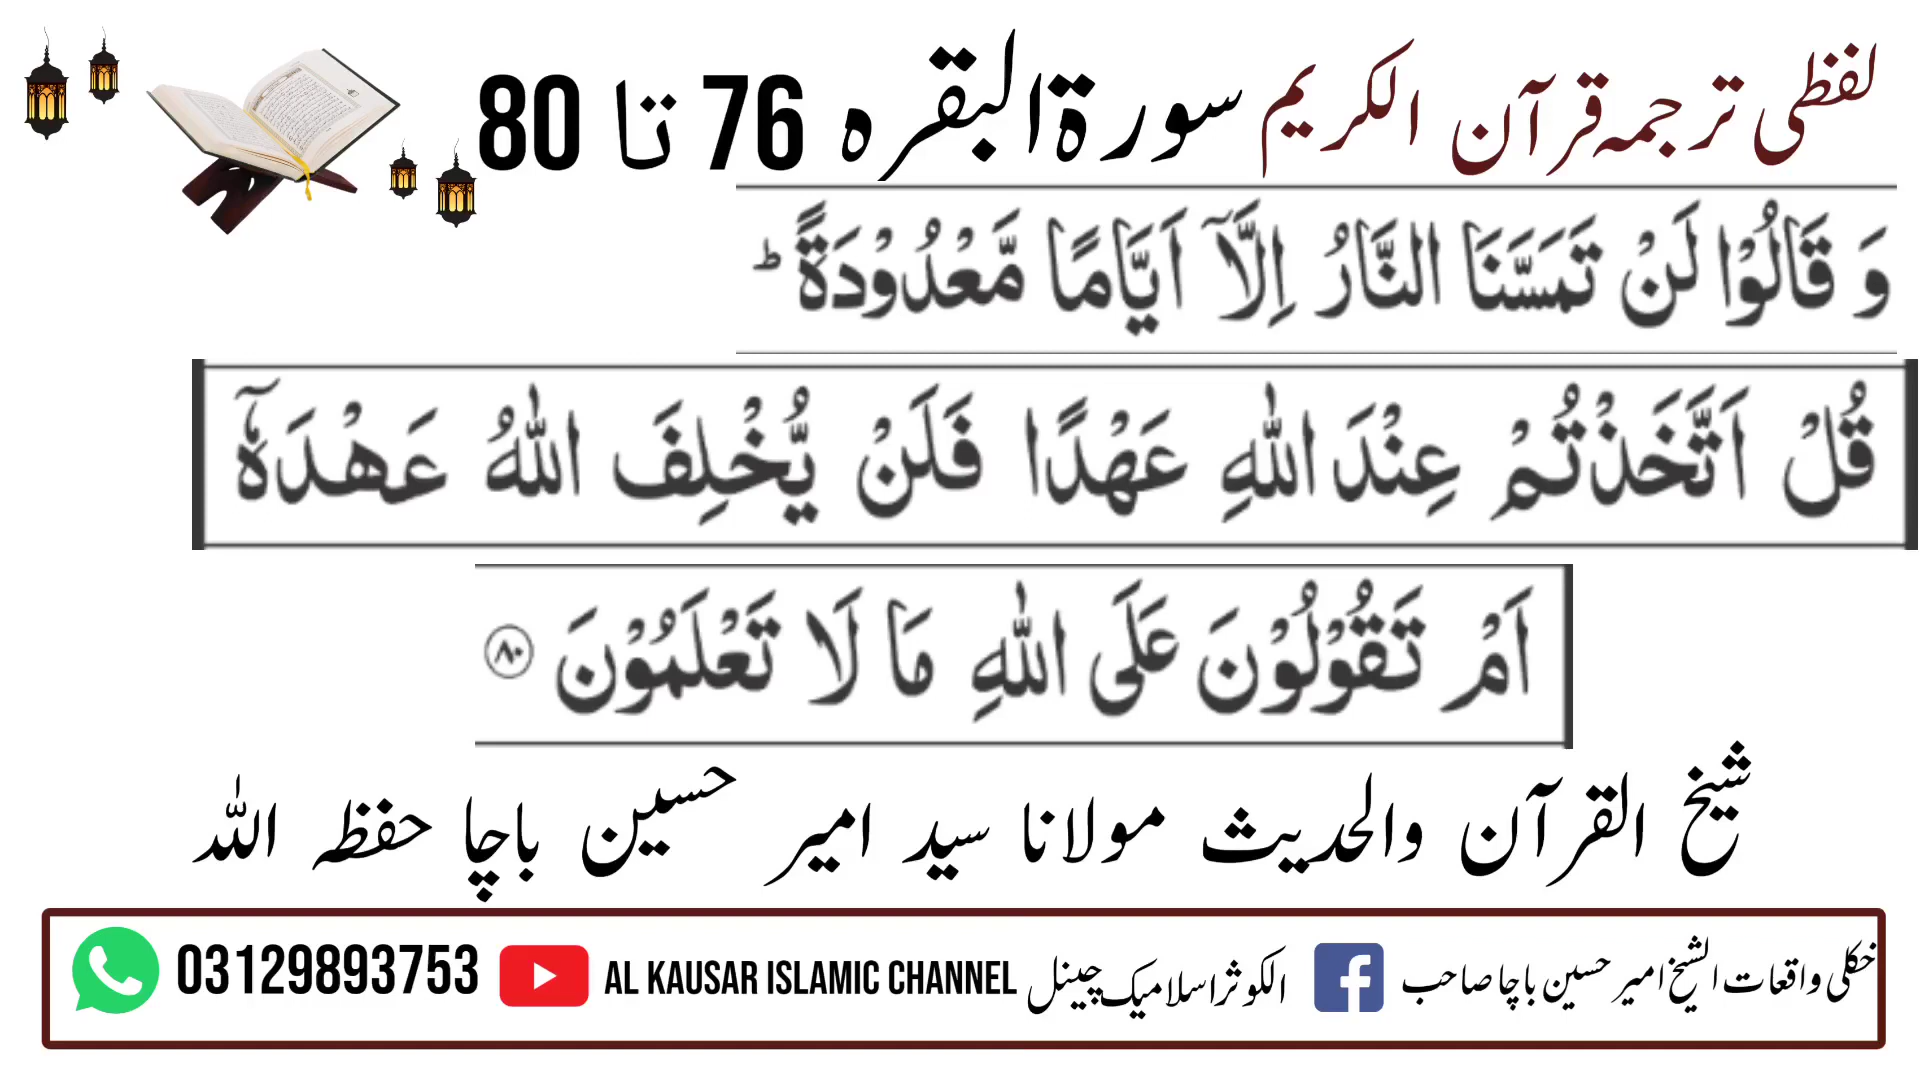 لفظی ترجمہ قرآن الکریم سورۃ البقرہ 76 تا 80
وَ قَالُوْا لَنْ تَمَسَّنَا النَّارُ اِلَّاۤ اَيَّامًا مَّعْدُوْدَةًؕ
قُلْ اَتَّخَذْتُمْ عِنْدَ اللّٰهِ عَهْدًا فَلَنْ يُّخْلِفَ اللّٰهُ عَهْدَهٗۤ
اَمْ تَقُوْلُوْنَ عَلَى اللّٰهِ مَا لَا تَعْلَمُوْنَ ﴿۸۰﴾
شیخ القرآن والحدیث مولانا سید امیر حسین باچا حفظہ اللہ
03129893753 AL KAUSAR ISLAMIC CHANNEL الکوثر اسلامیک چینل خکلی واقعات الشیخ امیر حسین باچا صاحب